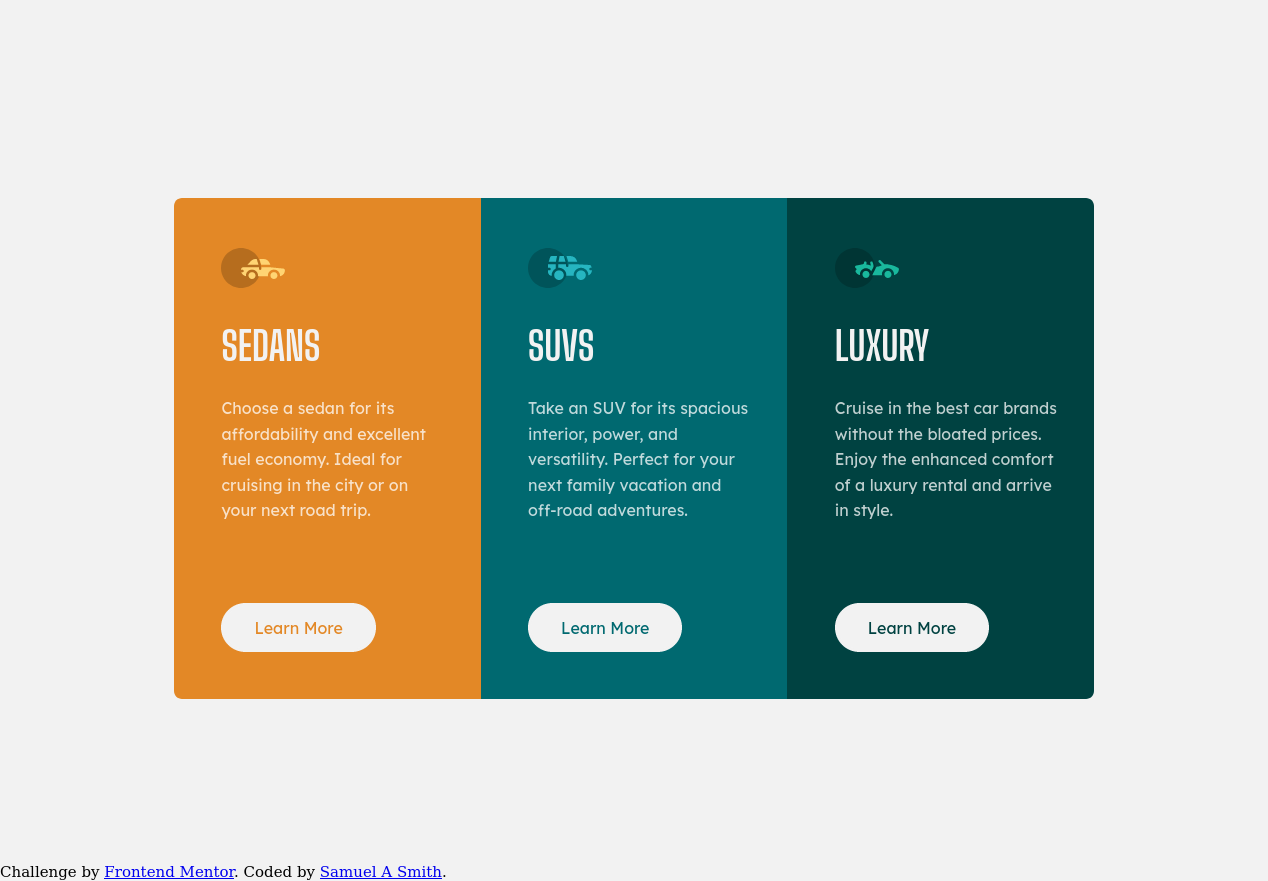 SEDANS
Choose a sedan for its
affordability and excellent
fuel economy. Ideal for
cruising in the city or on
your next road trip.
Learn More
SUVS
Take an SUV for its spacious
interior, power, and
versatility. Perfect for your
next family vacation and
off-road adventures.
Learn More
LUXURY
Cruise in the best car brands
without the bloated prices.
Enjoy the enhanced comfort
of a luxury rental and arrive
in style.
Learn More
Challenge by Frontend Mentor. Coded by Samuel A Smith.